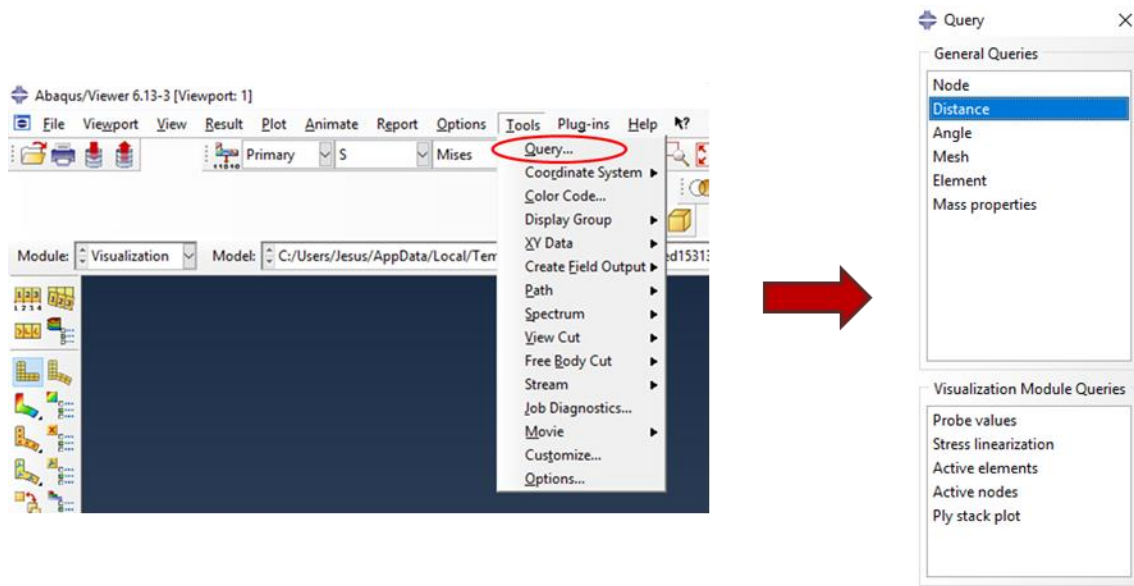 Abaqus/Viewer 6.13-3 [Viewport: 1]
File Viewport View Result Plot Animate Report Options Tools Plug-ins Help
Primary S Mises
Module: Visualization Model: C:/Users/Jesus/AppData/Local/Ten
Query...
Coordinate System
Color Code...
Display Group
XY Data
Create Field Output
Path
Spectrum
View Cut
Free Body Cut
Stream
Job Diagnostics...
Movie
Customize...
Options...
ed1531
Query
General Queries
Node
Distance
Angle
Mesh
Element
Mass properties
Visualization Module Queries
Probe values
Stress linearization
Active elements
Active nodes
Ply stack plot